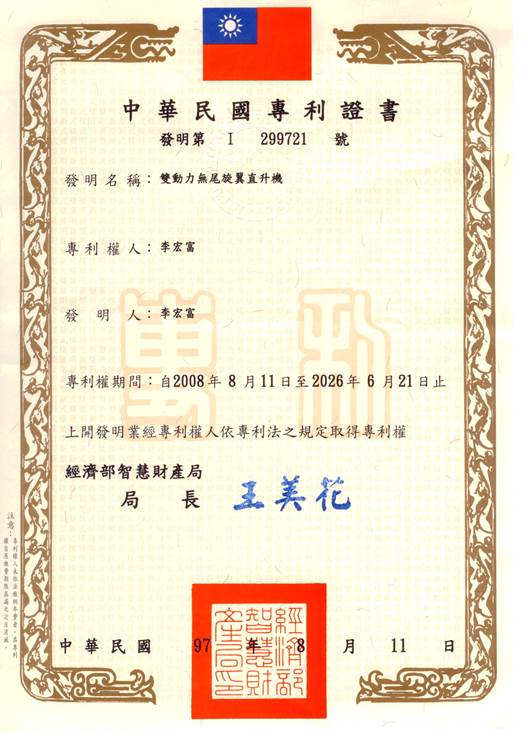 中華民國專利證書
發明第 I 299721 號
發明名稱：雙動力無尾旋翼直升機
專利權人：李宏富
發明人：李宏富
專利權期間：自2008年8月11日至2026年6月21日止
上開發明業經專利權人依專利法之規定取得專利權
經濟部智慧財產局
局長 王美花
經濟部智慧財產局印
中華民國 97 年 8 月 11 日
注意：專利權人未依法繳納年費者，其專利
權自原繳費期限屆滿之次日消滅。
專利